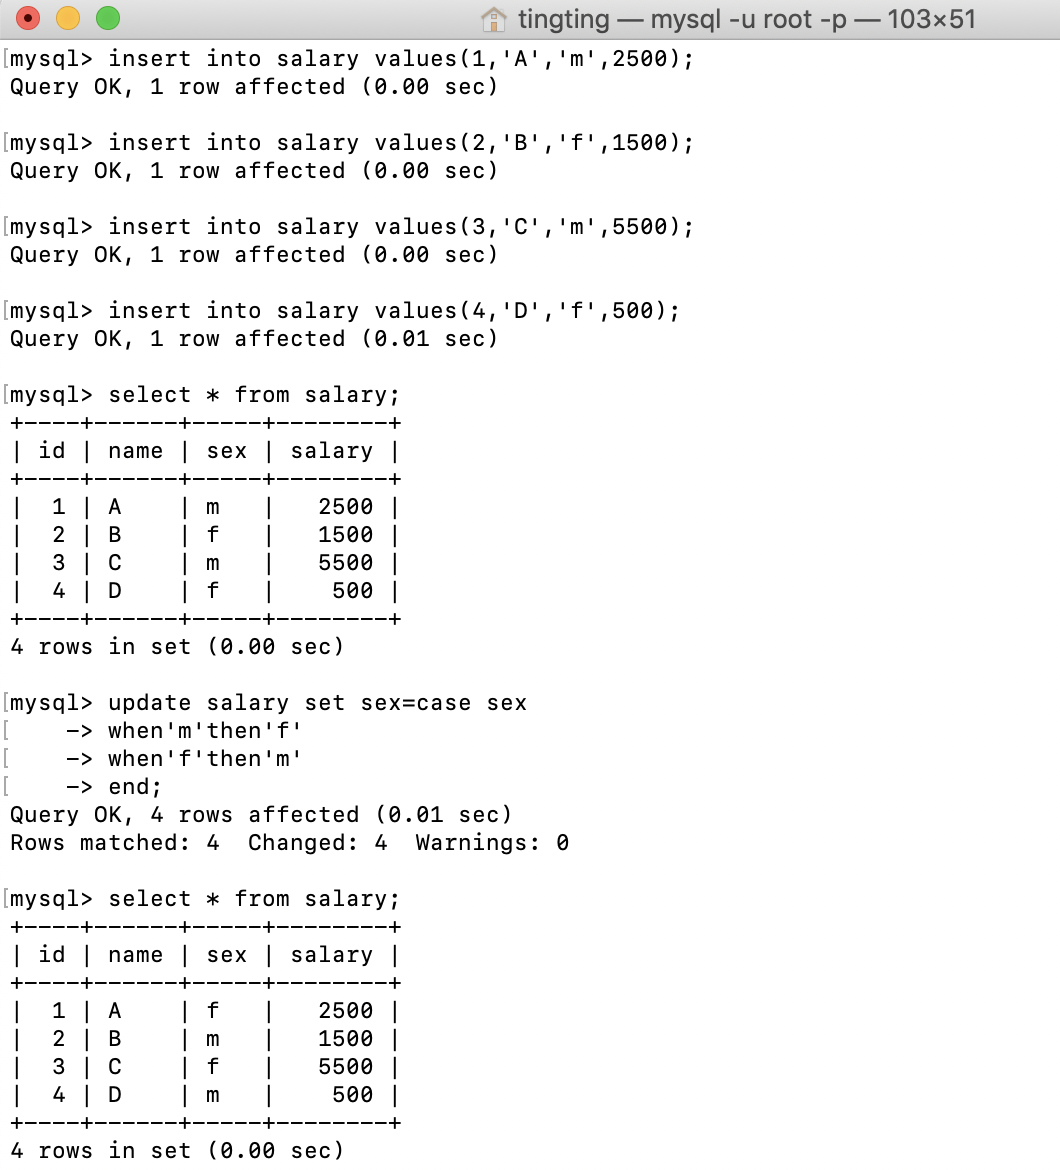 tingting — mysql -u root -p — 103×51
[mysql> insert into salary values(1,'A','m',2500);
Query OK, 1 row affected (0.00 sec)
[mysql> insert into salary values(2,'B','f',1500);
Query OK, 1 row affected (0.00 sec)
[mysql> insert into salary values(3,'C','m',5500);
Query OK, 1 row affected (0.00 sec)
[mysql> insert into salary values(4,'D','f',500);
Query OK, 1 row affected (0.01 sec)
[mysql> select * from salary;
+----+------+-----+--------+
| id | name | sex | salary |
+----+------+-----+--------+
|  1 | A    | m   |   2500 |
|  2 | B    | f   |   1500 |
|  3 | C    | m   |   5500 |
|  4 | D    | f   |    500 |
+----+------+-----+--------+
4 rows in set (0.00 sec)
[mysql> update salary set sex=case sex
[    -> when'm'then'f'
[    -> when'f'then'm'
[    -> end;
Query OK, 4 rows affected (0.01 sec)
Rows matched: 4  Changed: 4  Warnings: 0
[mysql> select * from salary;
+----+------+-----+--------+
| id | name | sex | salary |
+----+------+-----+--------+
|  1 | A    | f   |   2500 |
|  2 | B    | m   |   1500 |
|  3 | C    | f   |   5500 |
|  4 | D    | m   |    500 |
+----+------+-----+--------+
4 rows in set (0.00 sec)